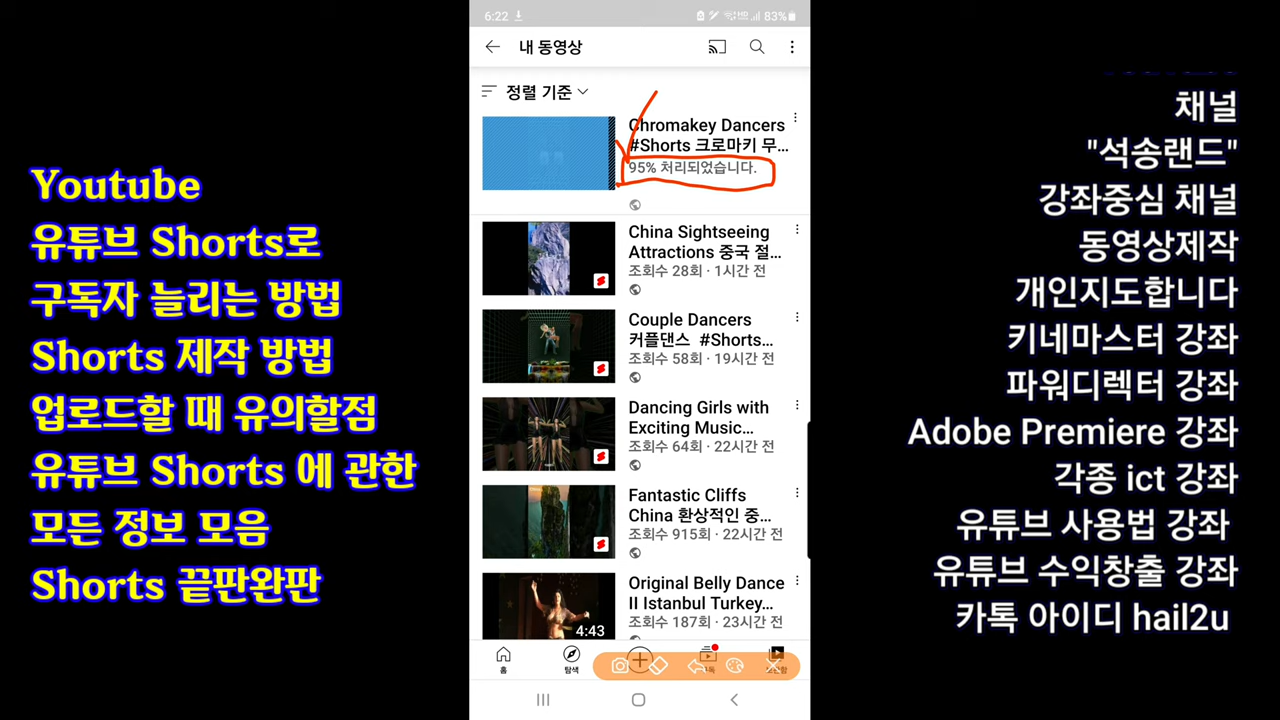 Youtube
유튜브 Shorts로
구독자 늘리는 방법
Shorts 제작 방법
업로드할 때 유의할점
유튜브 Shorts 에 관한
모든 정보 모음
Shorts 끝판완판
6:22
83%
내 동영상
정렬 기준
Chromakey Dancers
#Shorts 크로마키 무...
95% 처리되었습니다.
China Sightseeing
Attractions 중국 절...
조회수 28회 · 1시간 전
Couple Dancers
커플댄스 #Shorts...
조회수 58회 · 19시간 전
Dancing Girls with
Exciting Music...
조회수 64회 · 22시간 전
Fantastic Cliffs
China 환상적인 중...
조회수 915회 · 22시간 전
Original Belly Dance
II Istanbul Turkey...
조회수 187회 · 23시간 전
4:43
홈
탐색
채널
"석송랜드"
강좌중심 채널
동영상제작
개인지도합니다
키네마스터 강좌
파워디렉터 강좌
Adobe Premiere 강좌
각종 ict 강좌
유튜브 사용법 강좌
유튜브 수익창출 강좌
카톡 아이디 hail2u